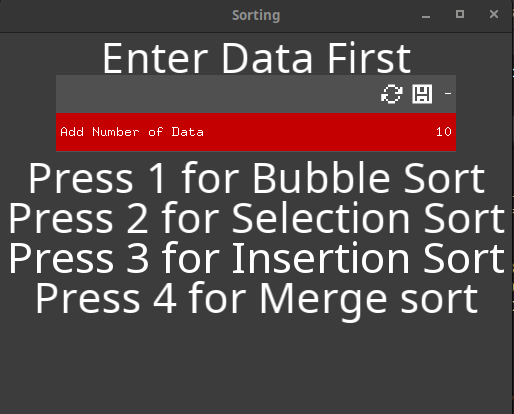 Sorting
Enter Data First
-
Add Number of Data 10
Press 1 for Bubble Sort
Press 2 for Selection Sort
Press 3 for Insertion Sort
Press 4 for Merge sort